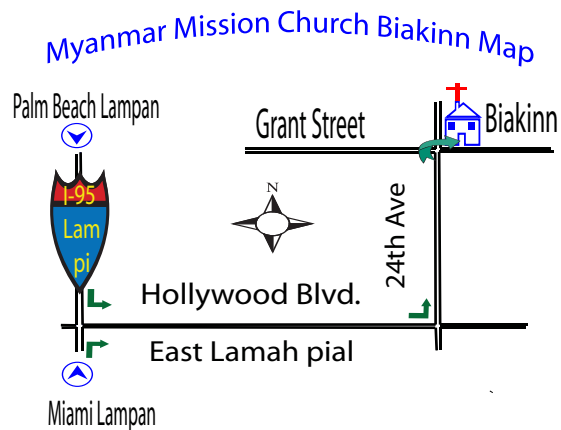 Myanmar Mission Church Biakinn Map
Palm Beach Lampan
Grant Street
Biakinn
I-95
Lam
pi
N
24th Ave
Hollywood Blvd.
East Lamah pial
Miami Lampan